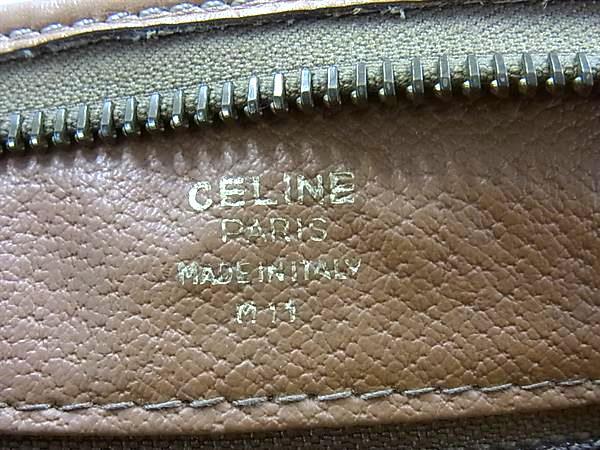 CELINE
PARIS
MADE IN ITALY
M11